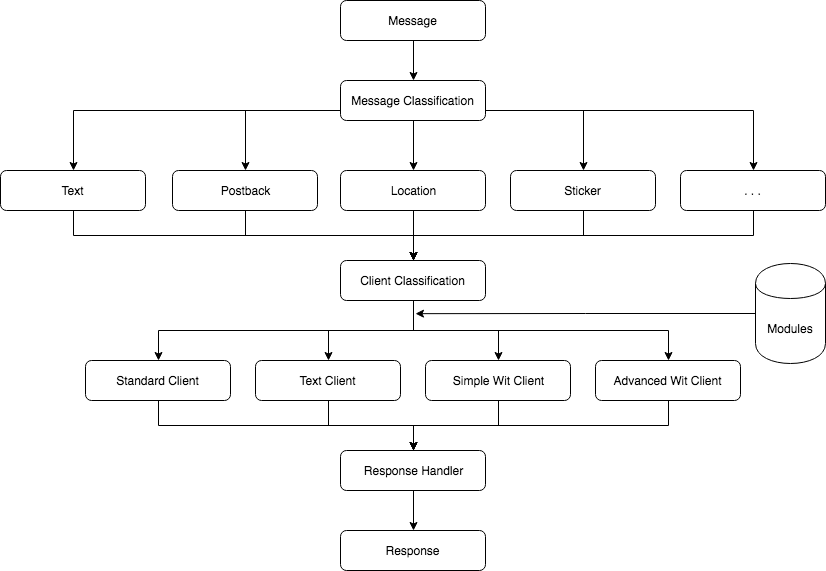 Message
Message Classification
Text
Postback
Location
Sticker
. . .
Client Classification
Modules
Standard Client
Text Client
Simple Wit Client
Advanced Wit Client
Response Handler
Response